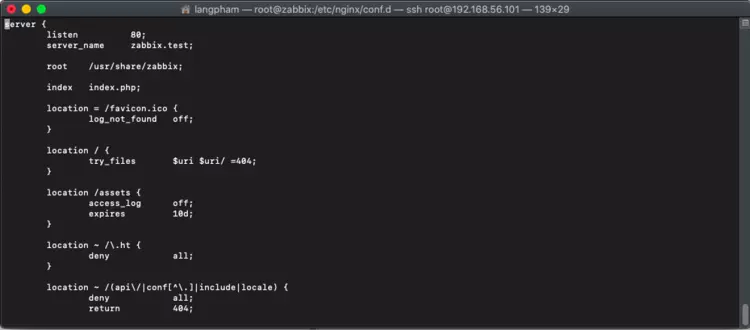 langpham — root@zabbix:/etc/nginx/conf.d — ssh root@192.168.56.101 — 139×29
server {
listen 80;
server_name zabbix.test;
root /usr/share/zabbix;
index index.php;
location = /favicon.ico {
log_not_found off;
}
location / {
try_files $uri $uri/ =404;
}
location /assets {
access_log off;
expires 10d;
}
location ~ /\.ht {
deny all;
}
location ~ /(api\/|conf[^\.]|include|locale) {
deny all;
return 404;